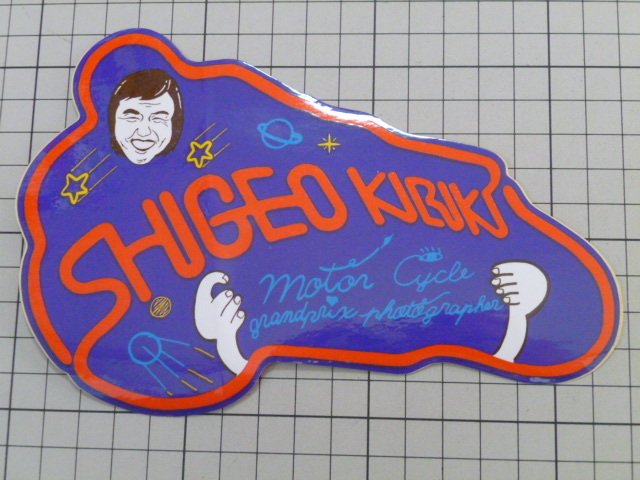 SHIGEO KIBIKI
motor Cycle
grandprix photographer